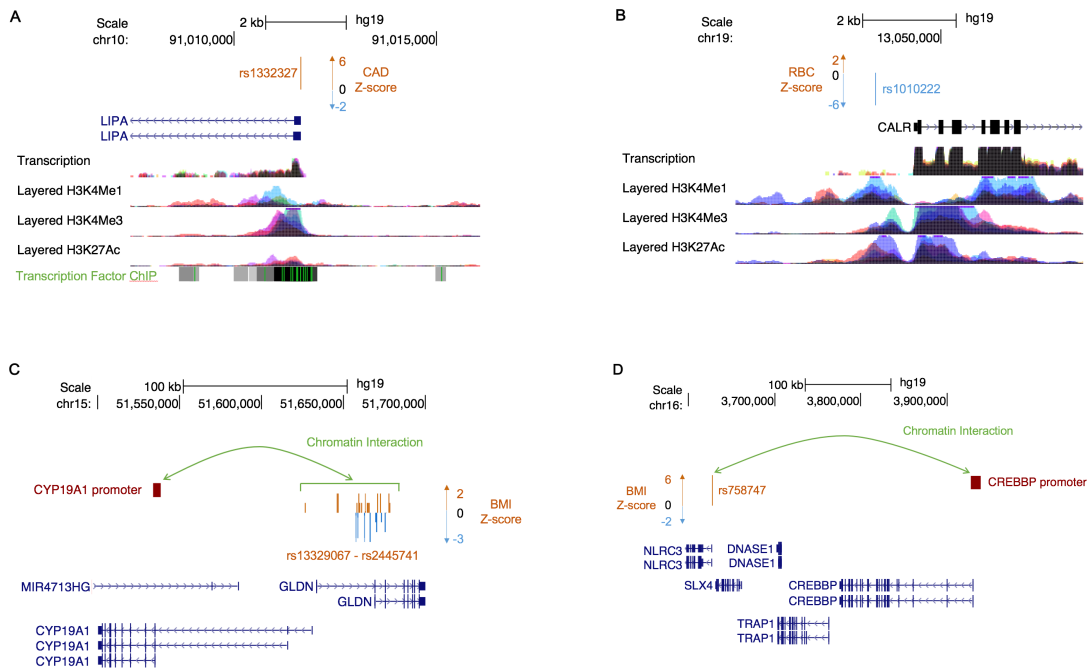 A
Scale 2 kb hg19
chr10: 91,010,000 91,015,000
rs1332327 6 CAD
0 Z-score
-2
LIPA
LIPA
Transcription
Layered H3K4Me1
Layered H3K4Me3
Layered H3K27Ac
Transcription Factor ChIP
B
Scale 2 kb hg19
chr19: 13,050,000
RBC 2
Z-score 0
-6 rs1010222
CALR
Transcription
Layered H3K4Me1
Layered H3K4Me3
Layered H3K27Ac
C
Scale 100 kb hg19
chr15: 51,550,000 51,600,000 51,650,000 51,700,000
Chromatin Interaction
CYP19A1 promoter
2 BMI
0 Z-score
-3
rs13329067 - rs2445741
MIR4713HG GLDN
GLDN
CYP19A1
CYP19A1
CYP19A1
D
Scale 100 kb hg19
chr16: 3,700,000 3,800,000 3,900,000
Chromatin Interaction
BMI 6 rs758747 CREBBP promoter
Z-score 0
-2
NLRC3 DNASE1
NLRC3 DNASE1
SLX4 CREBBP
CREBBP
TRAP1
TRAP1